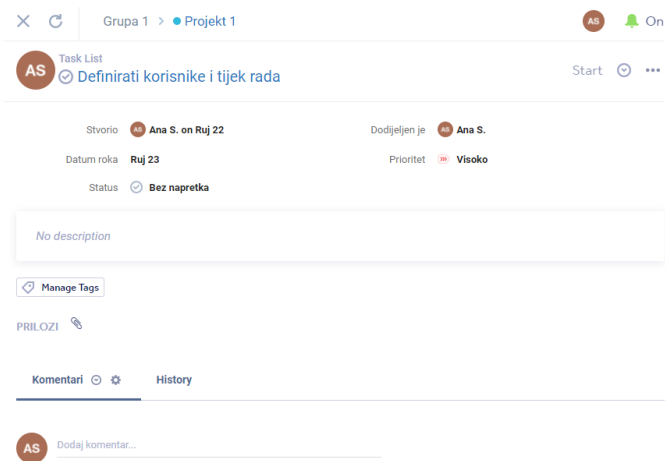 Grupa 1 > Projekt 1 AS On
AS Task List
Definirati korisnike i tijek rada Start
Stvorio AS Ana S. on Ruj 22 Dodijeljen je AS Ana S.
Datum roka Ruj 23 Prioritet Visoko
Status Bez napretka
No description
Manage Tags
PRILOZI
Komentari History
AS Dodaj komentar...